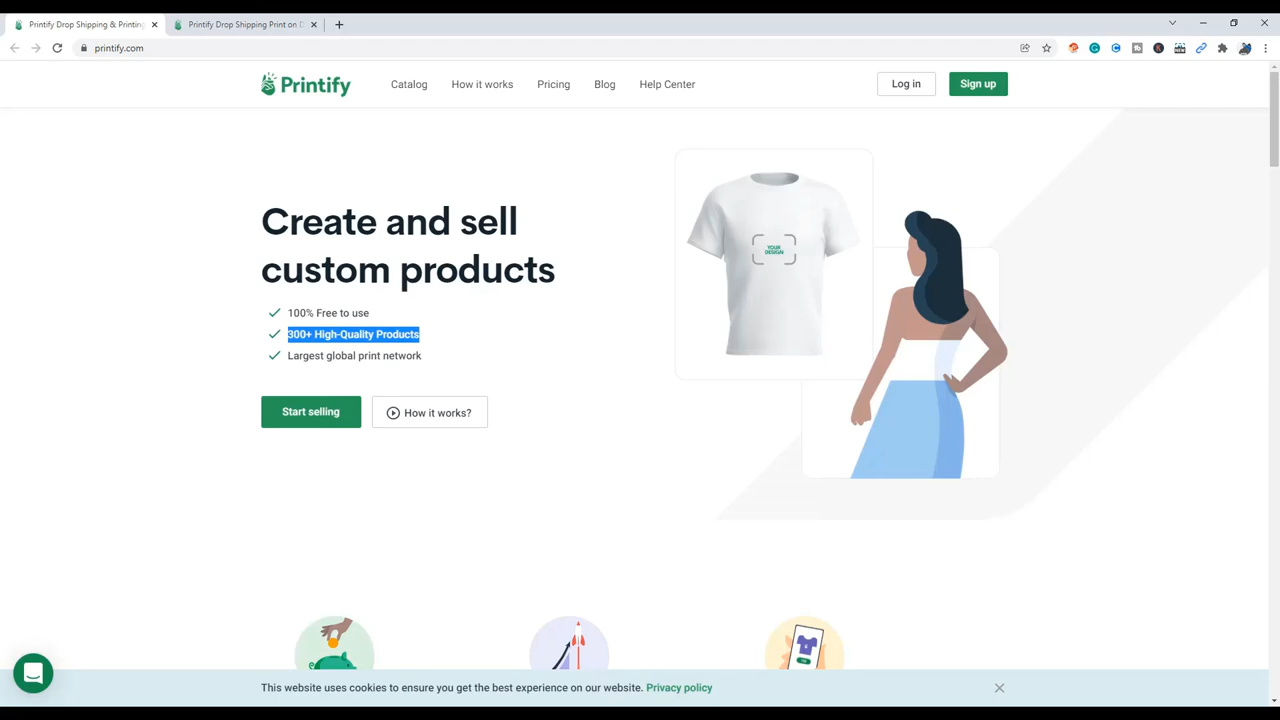 Printify Drop Shipping & Printing
Printify Drop Shipping Print on D
printify.com
Printify
Catalog
How it works
Pricing
Blog
Help Center
Log in
Sign up
Create and sell
custom products
100% Free to use
300+ High-Quality Products
Largest global print network
Start selling
How it works?
YOUR
DESIGN
This website uses cookies to ensure you get the best experience on our website. Privacy policy